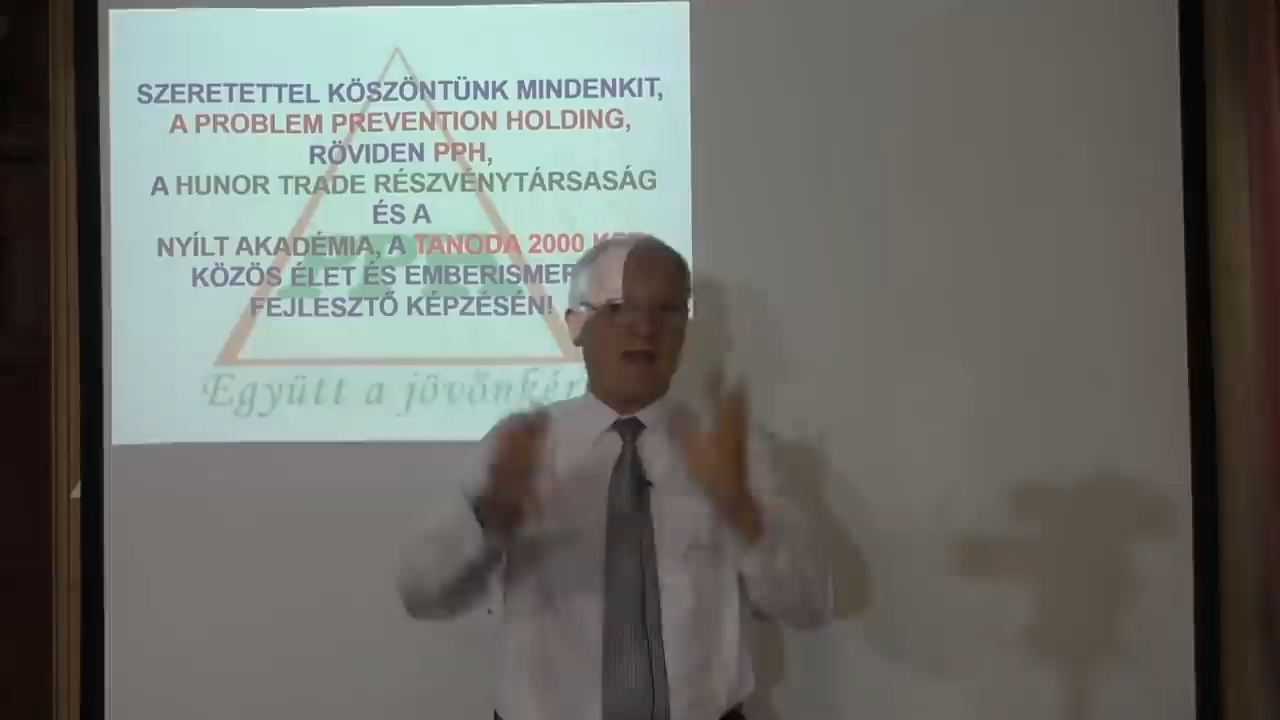 SZERETETTEL KÖSZÖNTÜNK MINDENKIT,
A PROBLEM PREVENTION HOLDING,
RÖVIDEN PPH,
A HUNOR TRADE RÉSZVÉNYTÁRSASÁG
ÉS A
NYÍLT AKADÉMIA, A TANODA 2000
KÖZÖS ÉLET ÉS
FEJLESZTŐ KÉPZÉSÉN!
Együtt a